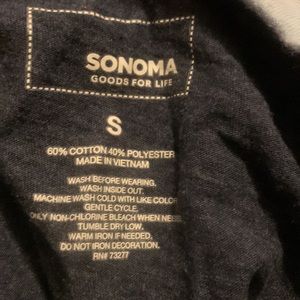 SONOMA
GOODS FOR LIFE
S
60% COTTON 40% POLYESTER
MADE IN VIETNAM
WASH BEFORE WEARING.
WASH INSIDE OUT.
MACHINE WASH COLD WITH LIKE COLOR
GENTLE CYCLE.
ONLY NON-CHLORINE BLEACH WHEN NEE
TUMBLE DRY LOW.
WARM IRON IF NEEDED.
DO NOT IRON DECORATION.
RN# 73277